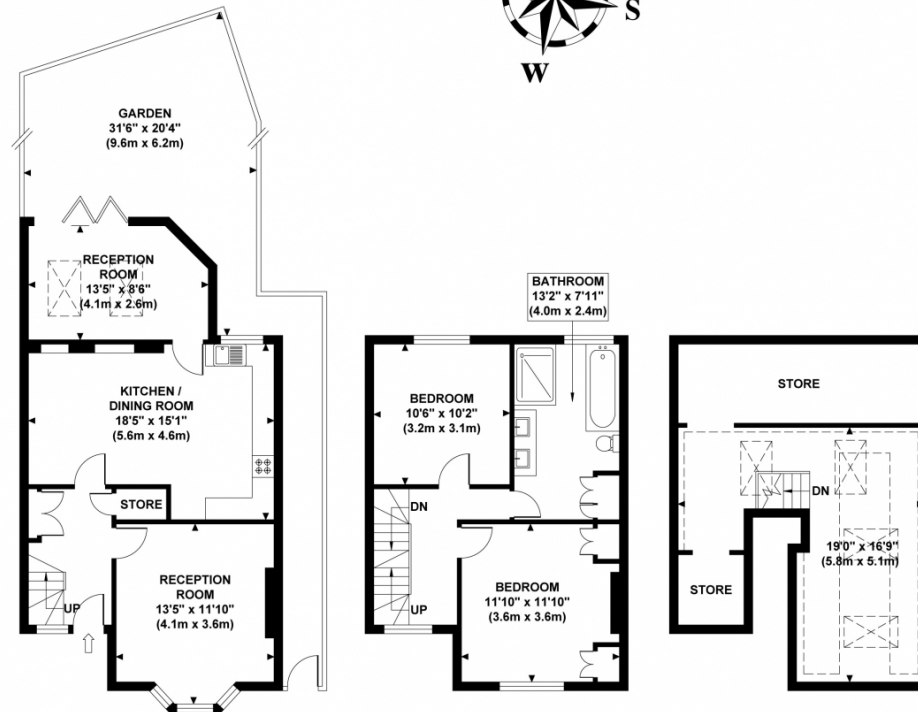 S
W
GARDEN
31'6" x 20'4"
(9.6m x 6.2m)
RECEPTION
ROOM
13'5" x 8'6"
(4.1m x 2.6m)
KITCHEN /
DINING ROOM
18'5" x 15'1"
(5.6m x 4.6m)
STORE
UP
RECEPTION
ROOM
13'5" x 11'10"
(4.1m x 3.6m)
BATHROOM
13'2" x 7'11"
(4.0m x 2.4m)
BEDROOM
10'6" x 10'2"
(3.2m x 3.1m)
DN
UP
BEDROOM
11'10" x 11'10"
(3.6m x 3.6m)
STORE
DN
19'0" x 16'9"
(5.8m x 5.1m)
STORE